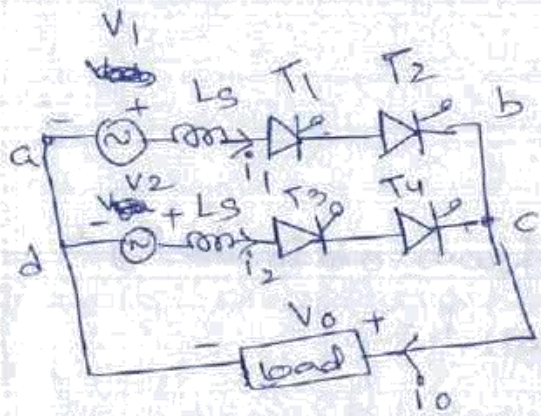 V1
- + Ls T1 T2 b
a
i1
V2 T3 T4
- + Ls c
d i2
V0 +
- Load
i0